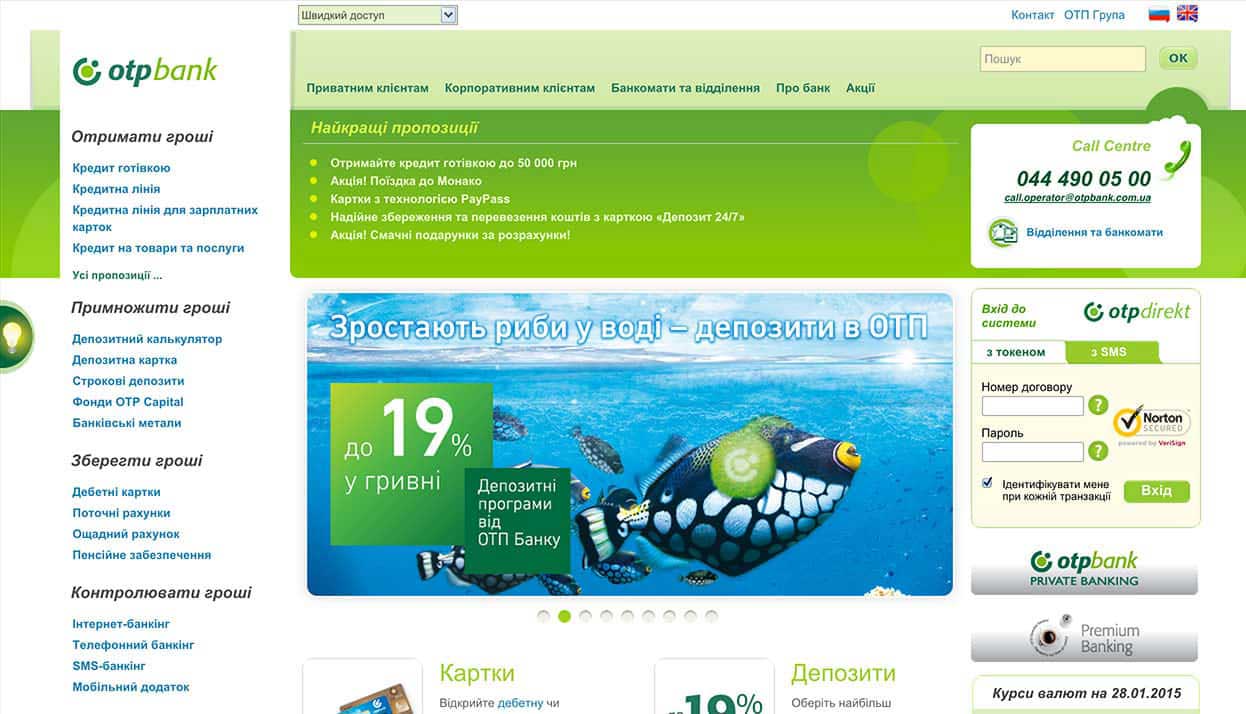 Швидкий доступ
Контакт ОТП Група
otpbank
Пошук
OK
Приватним клієнтам Корпоративним клієнтам Банкомати та відділення Про банк Акції
Отримати гроші
Кредит готівкою
Кредитна лінія
Кредитна лінія для зарплатних
карток
Кредит на товари та послуги
Усі пропозиції ...
Примножити гроші
Депозитний калькулятор
Депозитна картка
Строкові депозити
Фонди OTP Capital
Банківські метали
Зберегти гроші
Дебетні картки
Поточні рахунки
Ощадний рахунок
Пенсійне забезпечення
Контролювати гроші
Інтернет-банкінг
Телефонний банкінг
SMS-банкінг
Мобільний додаток
Найкращі пропозиції
Отримайте кредит готівкою до 50 000 грн
Акція! Поїздка до Монако
Картки з технологією PayPass
Надійне збереження та перевезення коштів з карткою «Депозит 24/7»
Акція! Смачні подарунки за розрахунки!
Call Centre
044 490 05 00
call.operator@otpbank.com.ua
Відділення та банкомати
Зростають риби у воді – депозити в ОТП
до 19%
у гривні
Депозитні
програми
від
ОТП Банку
Вхід до
системи
otpdirekt
з токеном з SMS
Номер договору
?
Пароль
?
Norton
SECURED
powered by VeriSign
Ідентифікувати мене
при кожній транзакції
Вхід
otpbank
PRIVATE BANKING
Premium
Banking
Курси валют на 28.01.2015
Картки
Відкрийте дебетну чи
19%
Депозити
Оберіть найбільш